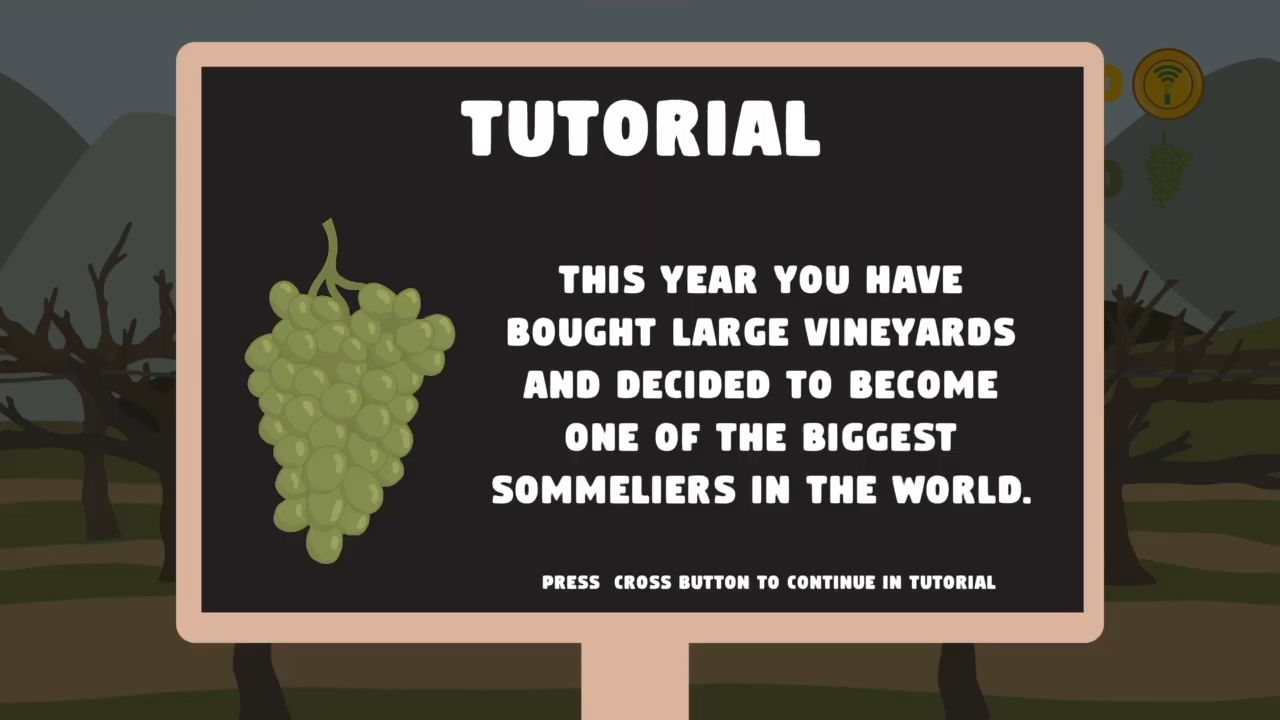 TUTORIAL
THIS YEAR YOU HAVE
BOUGHT LARGE VINEYARDS
AND DECIDED TO BECOME
ONE OF THE BIGGEST
SOMMELIERS IN THE WORLD.
PRESS CROSS BUTTON TO CONTINUE IN TUTORIAL